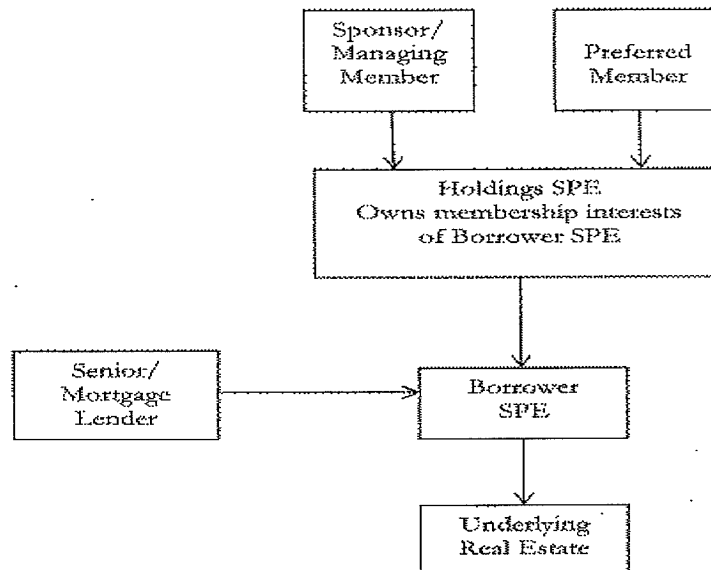 Sponsor/
Managing
Member
Preferred
Member
Holdings SPE
Owns membership interests
of Borrower SPE
Senior/
Mortgage
Lender
Borrower
SPE
Underlying
Real Estate